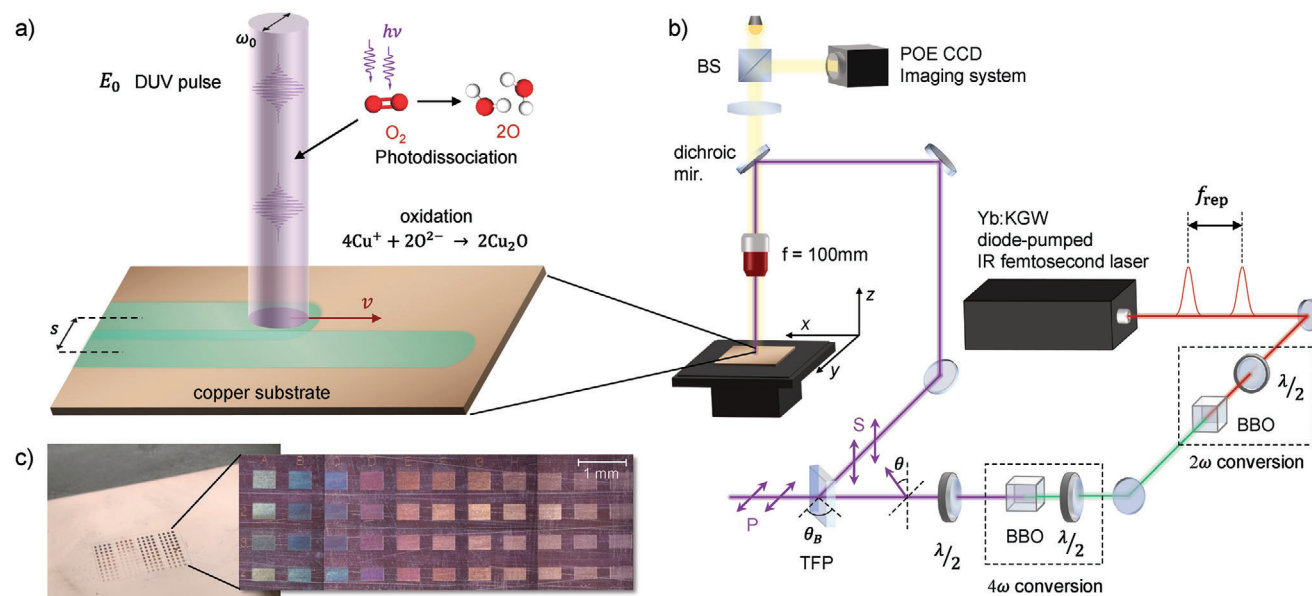 a)
ω₀
E₀ DUV pulse
hν
O₂
2O
Photodissociation
oxidation
4Cu⁺ + 2O²⁻ → 2Cu₂O
v
s
copper substrate
b)
BS
POE CCD
Imaging system
dichroic
mir.
f = 100mm
z
x
y
Yb:KGW
diode-pumped
IR femtosecond laser
f_rep
λ/2
BBO
2ω conversion
S
P
θ
θ_B
TFP
λ/2
BBO
λ/2
4ω conversion
c)
1 mm
A B